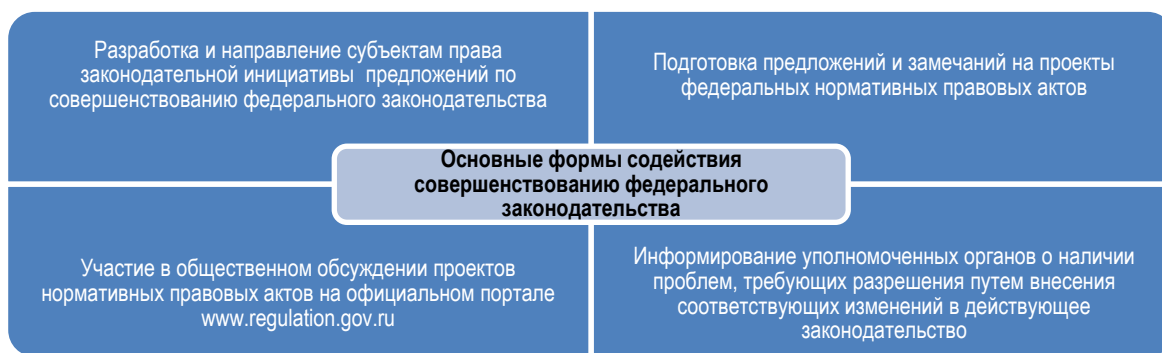 Разработка и направление субъектам права
законодательной инициативы предложений по
совершенствованию федерального законодательства
Подготовка предложений и замечаний на проекты
федеральных нормативных правовых актов
Основные формы содействия
совершенствованию федерального
законодательства
Участие в общественном обсуждении проектов
нормативных правовых актов на официальном портале
www.regulation.gov.ru
Информирование уполномоченных органов о наличии
проблем, требующих разрешения путем внесения
соответствующих изменений в действующее
законодательство